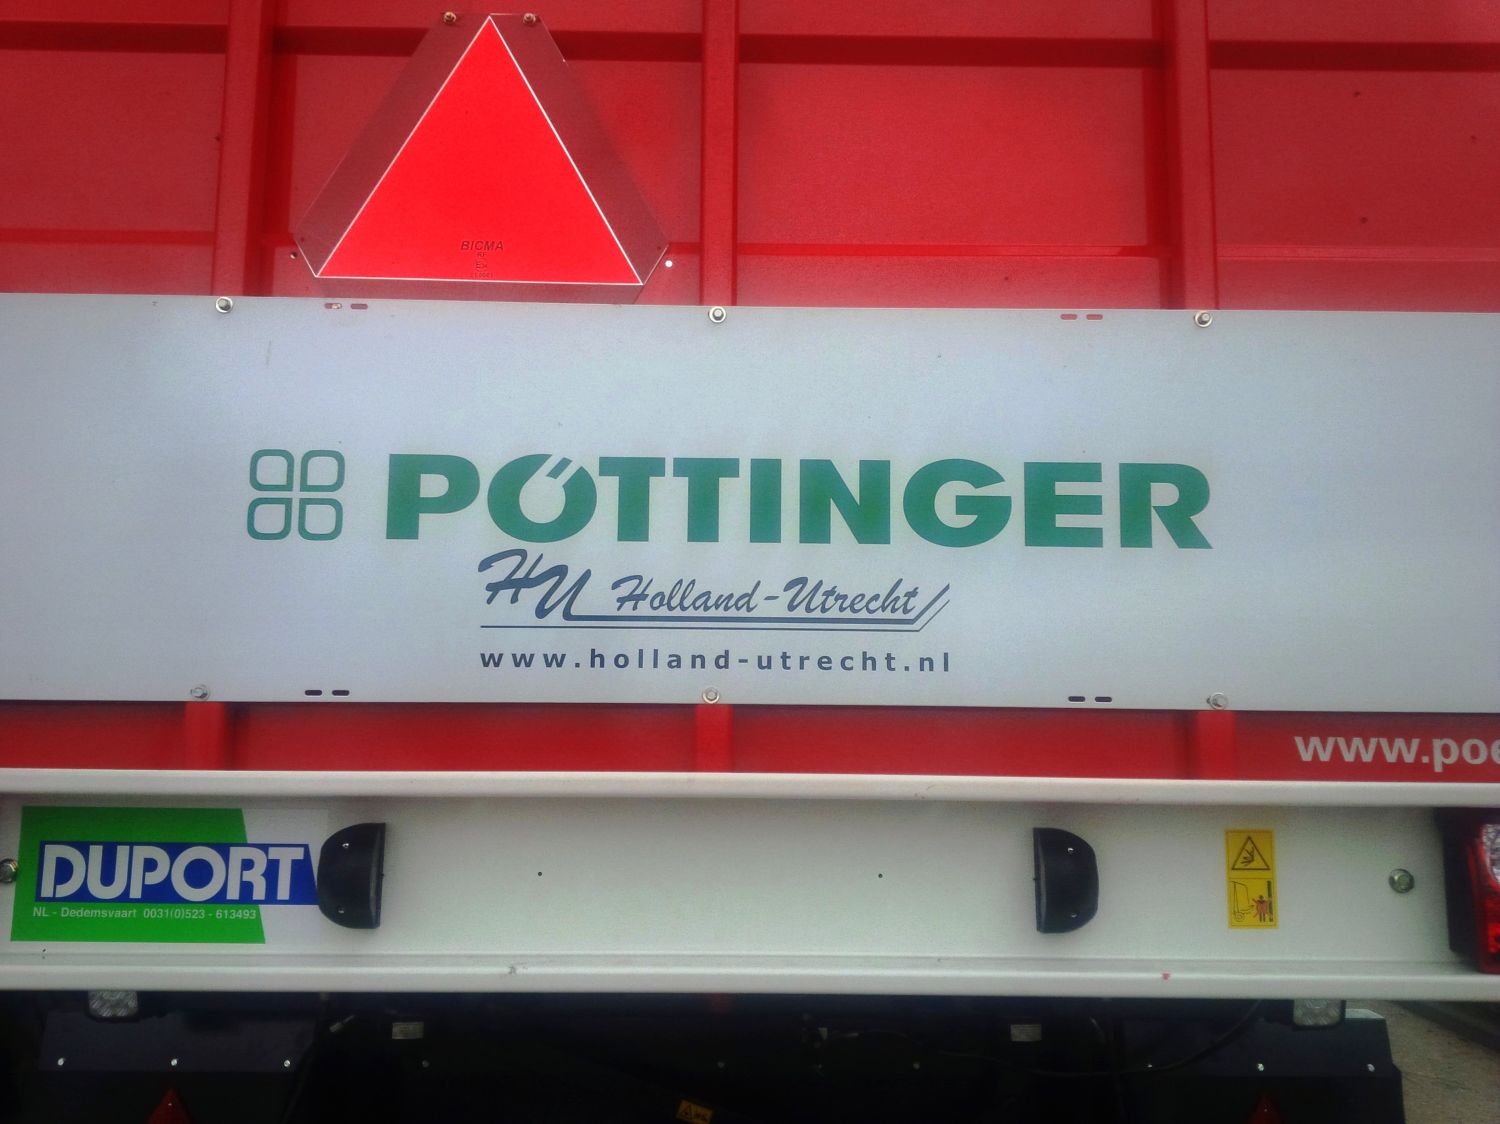 BICMA
PÖTTINGER
HU Holland-Utrecht
www.holland-utrecht.nl
www.poe
DUPORT
NL - Dedemsvaart 0031(0)523 - 613493